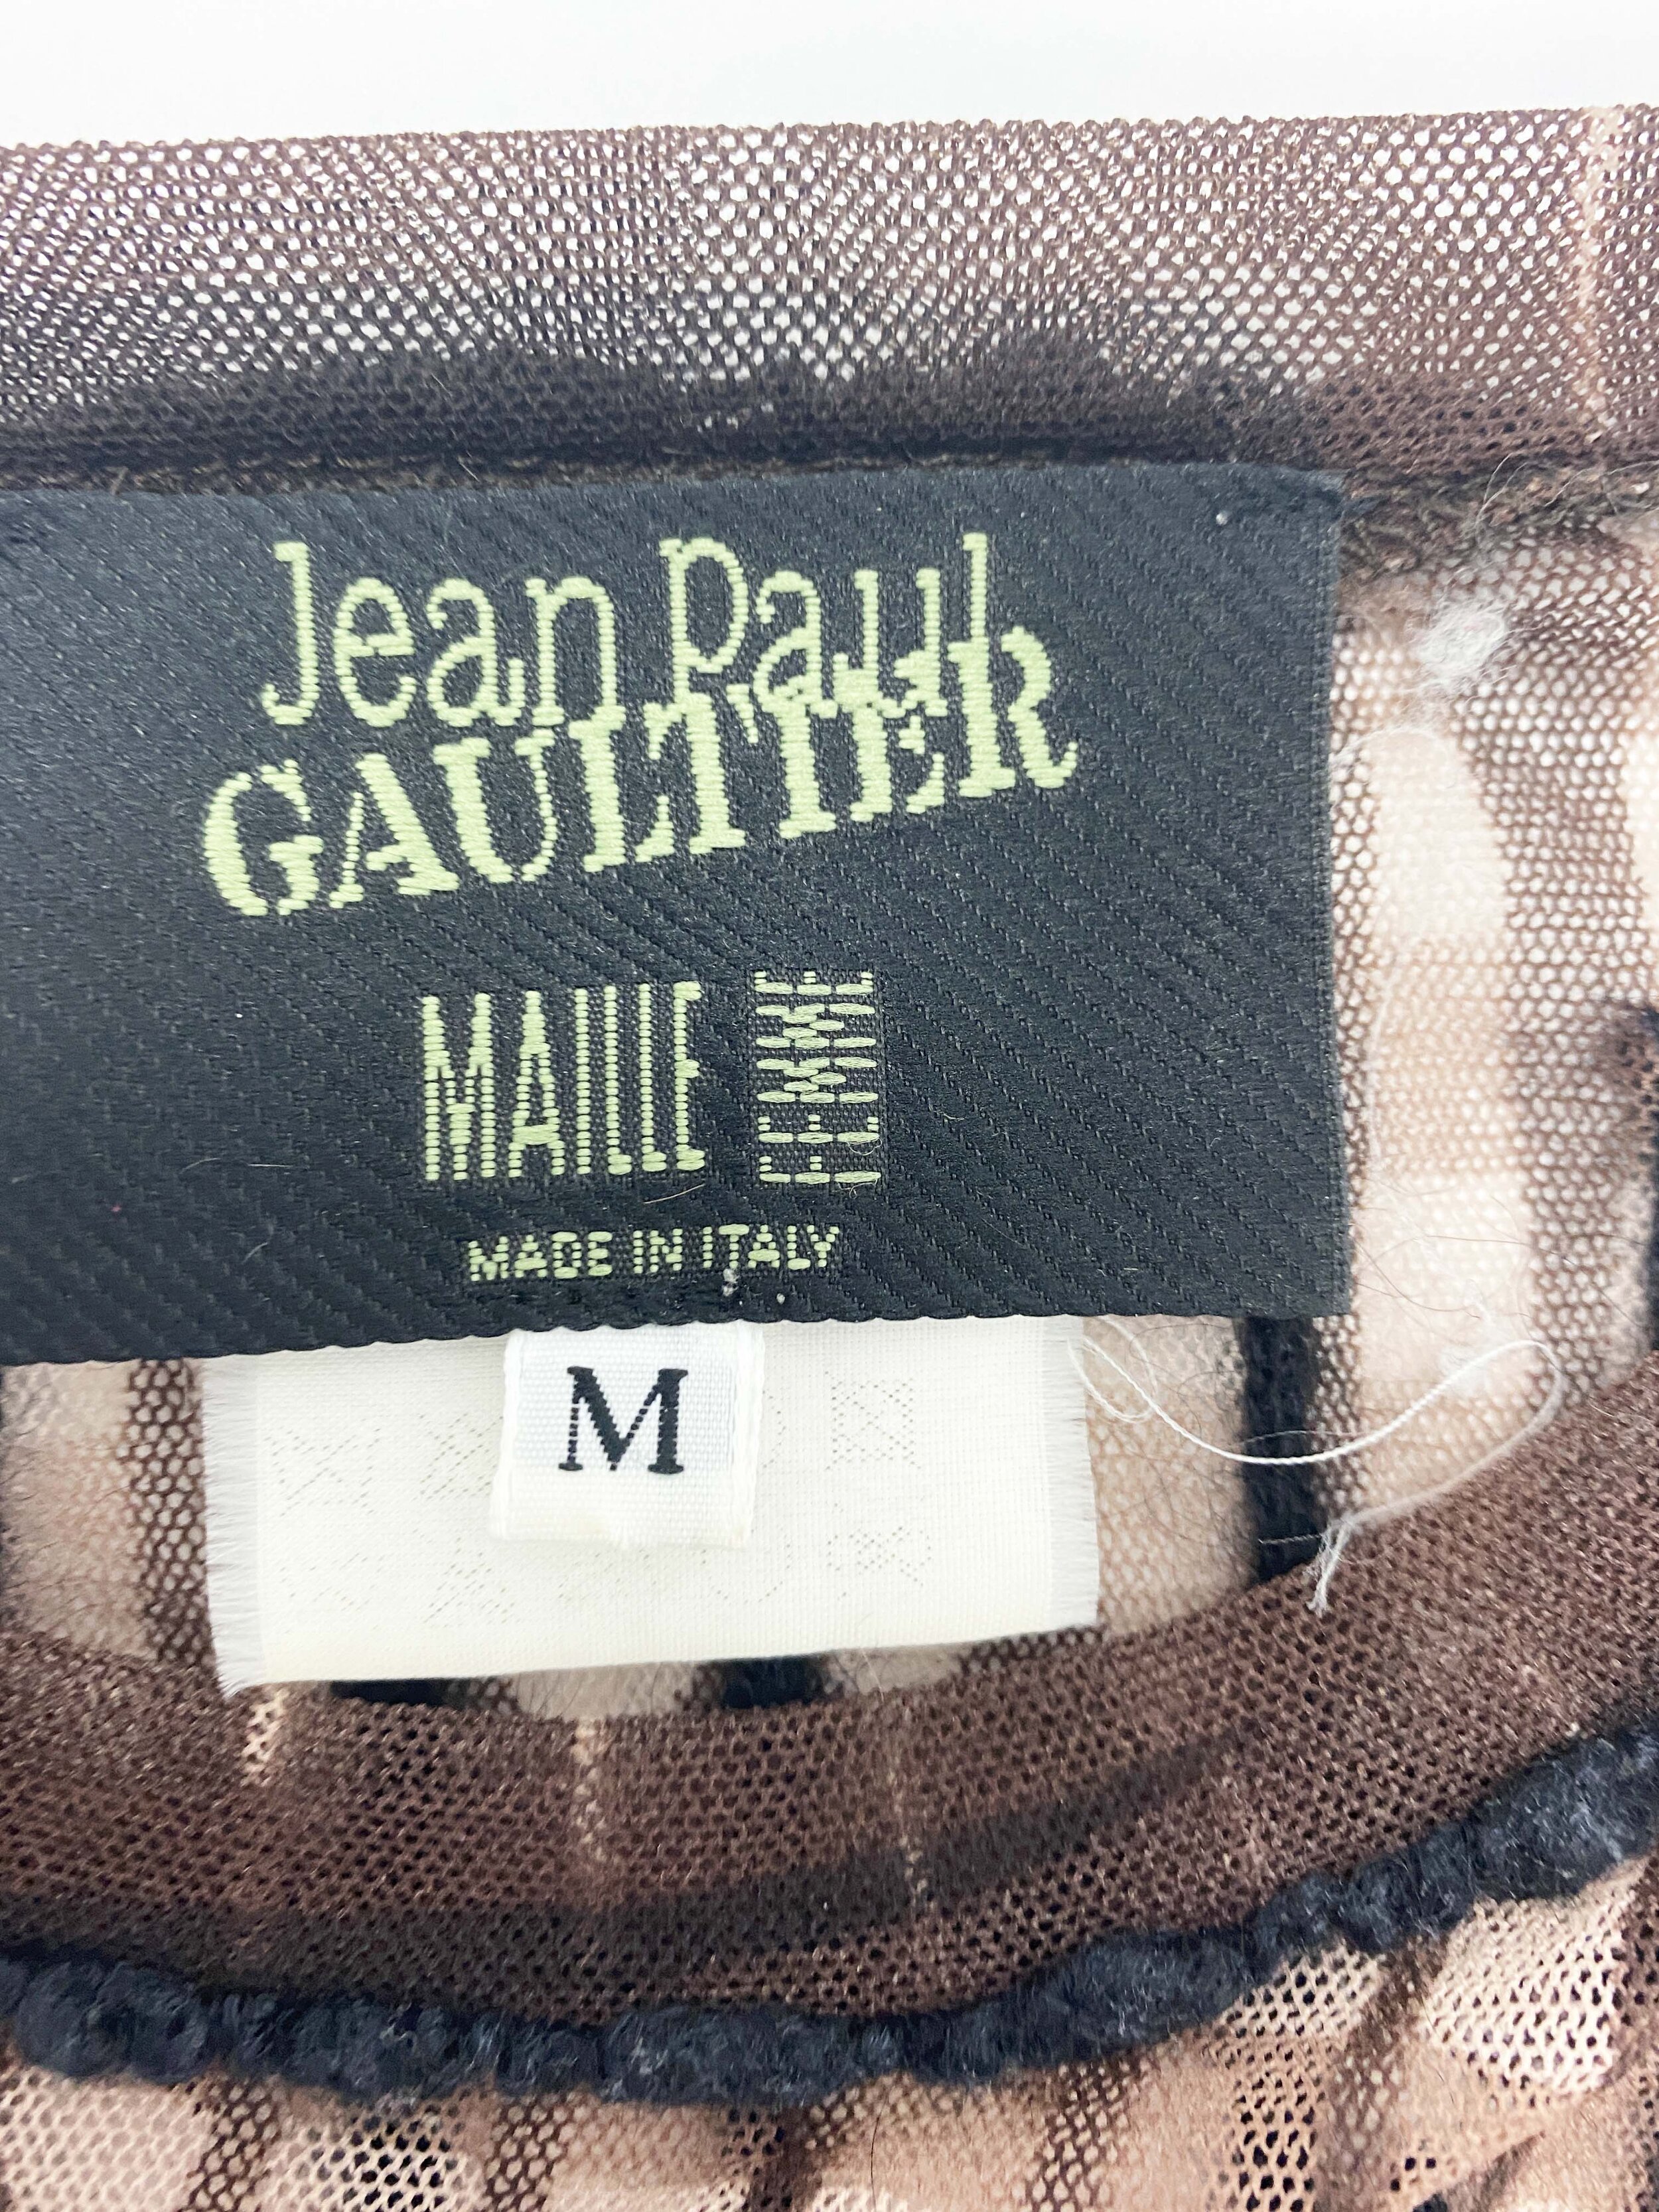 Jean Paul
GAULTIER
MAILLE FEMME
MADE IN ITALY
M